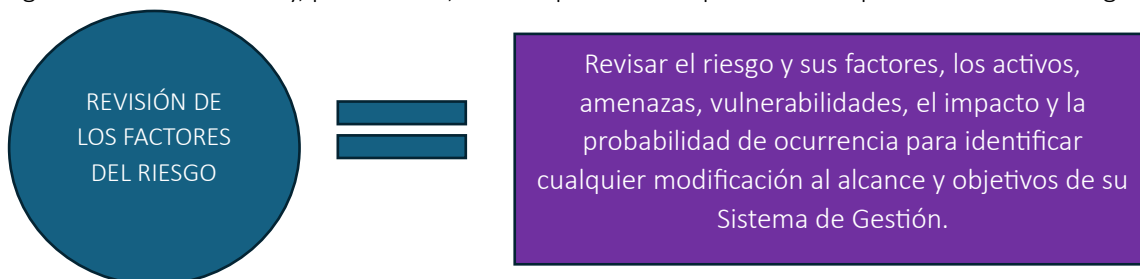 REVISIÓN DE
LOS FACTORES
DEL RIESGO
Revisar el riesgo y sus factores, los activos,
amenazas, vulnerabilidades, el impacto y la
probabilidad de ocurrencia para identificar
cualquier modificación al alcance y objetivos de su
Sistema de Gestión.